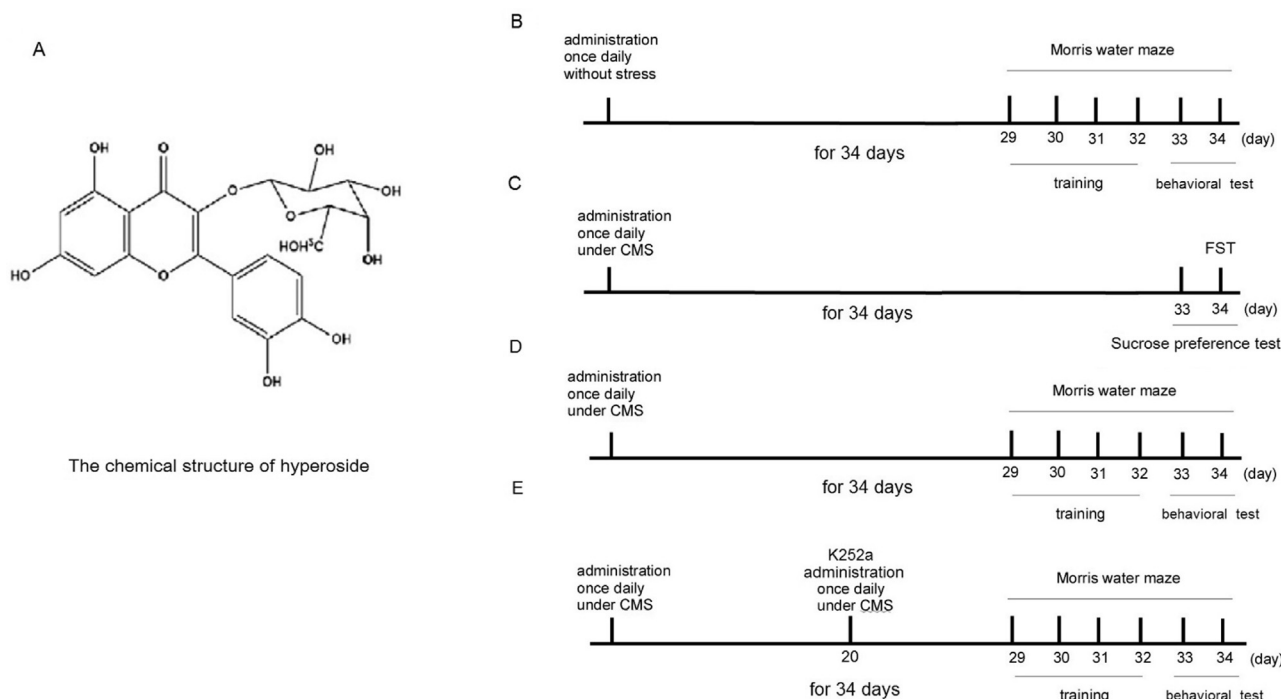 A
OH
O
OH
O
OH
O
HOH⁵C
OH
HO
O
OH
OH
OH
The chemical structure of hyperoside
B
administration
once daily
without stress
Morris water maze
29 30 31 32 33 34 (day)
for 34 days
training behavioral test
C
administration
once daily
under CMS
FST
33 34 (day)
for 34 days
Sucrose preference test
D
administration
once daily
under CMS
Morris water maze
29 30 31 32 33 34 (day)
for 34 days
training behavioral test
E
administration
once daily
under CMS
K252a
administration
once daily
under CMS
Morris water maze
20 29 30 31 32 33 34 (day)
for 34 days
training behavioral test